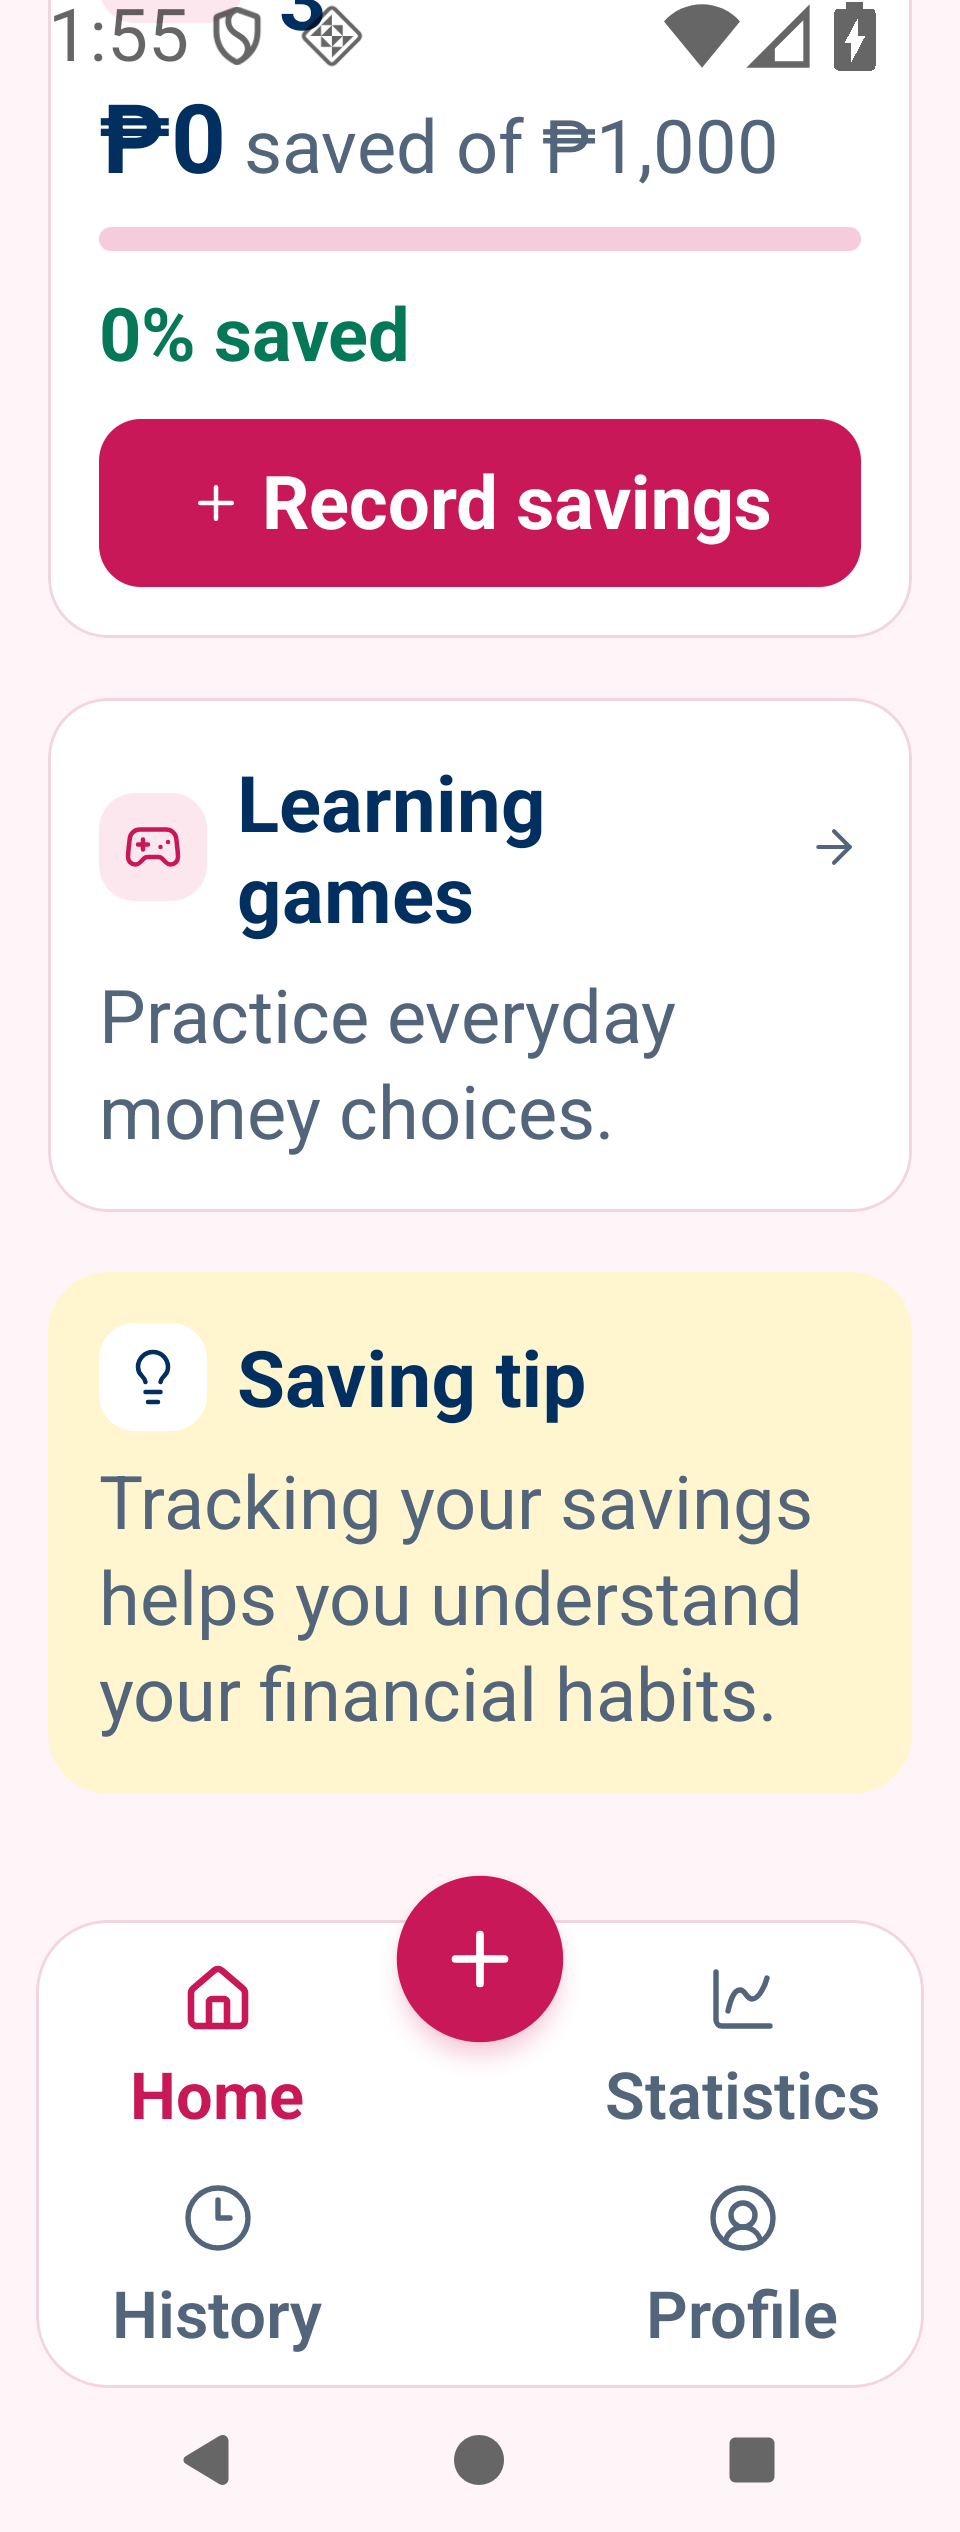 1:55
₱0 saved of ₱1,000
0% saved
+ Record savings
Learning
games
Practice everyday
money choices.
Saving tip
Tracking your savings
helps you understand
your financial habits.
Home
Statistics
History
Profile